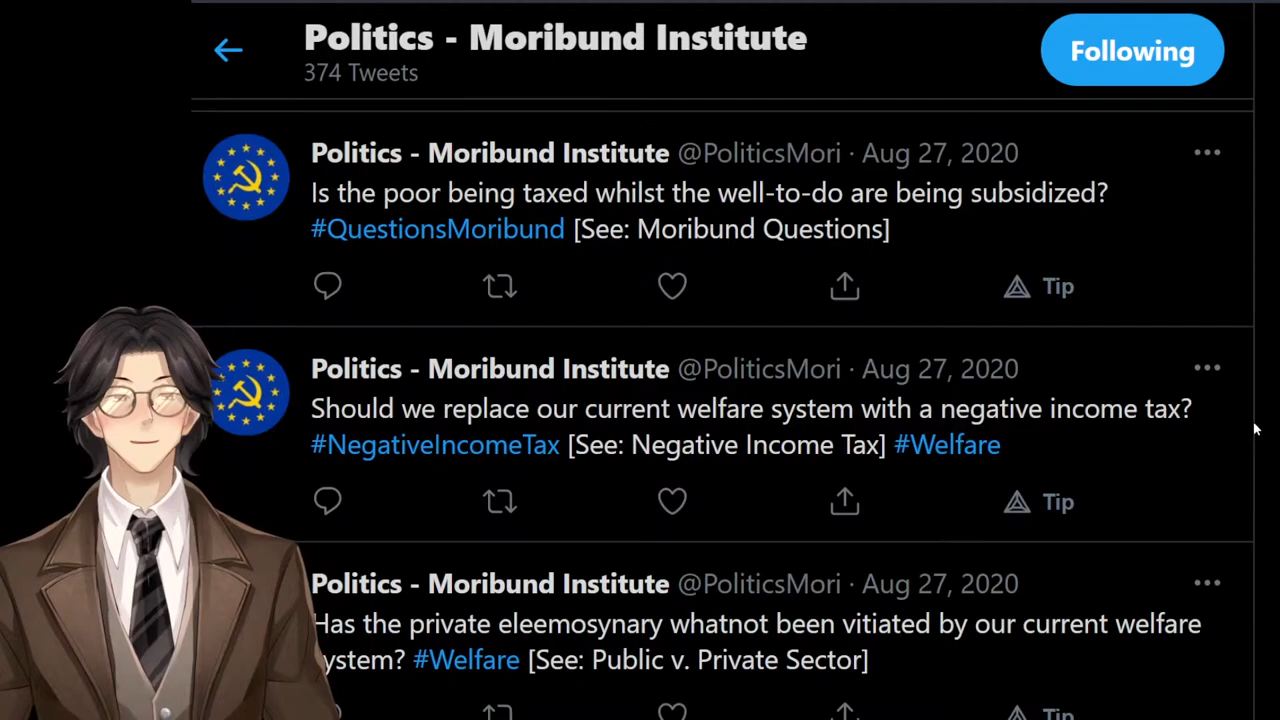 Politics - Moribund Institute
374 Tweets
Following
Politics - Moribund Institute @PoliticsMori · Aug 27, 2020
Is the poor being taxed whilst the well-to-do are being subsidized?
#QuestionsMoribund [See: Moribund Questions]
Tip
Politics - Moribund Institute @PoliticsMori · Aug 27, 2020
Should we replace our current welfare system with a negative income tax?
#NegativeIncomeTax [See: Negative Income Tax] #Welfare
Tip
Politics - Moribund Institute @PoliticsMori · Aug 27, 2020
Has the private eleemosynary whatnot been vitiated by our current welfare
system? #Welfare [See: Public v. Private Sector]
Tip